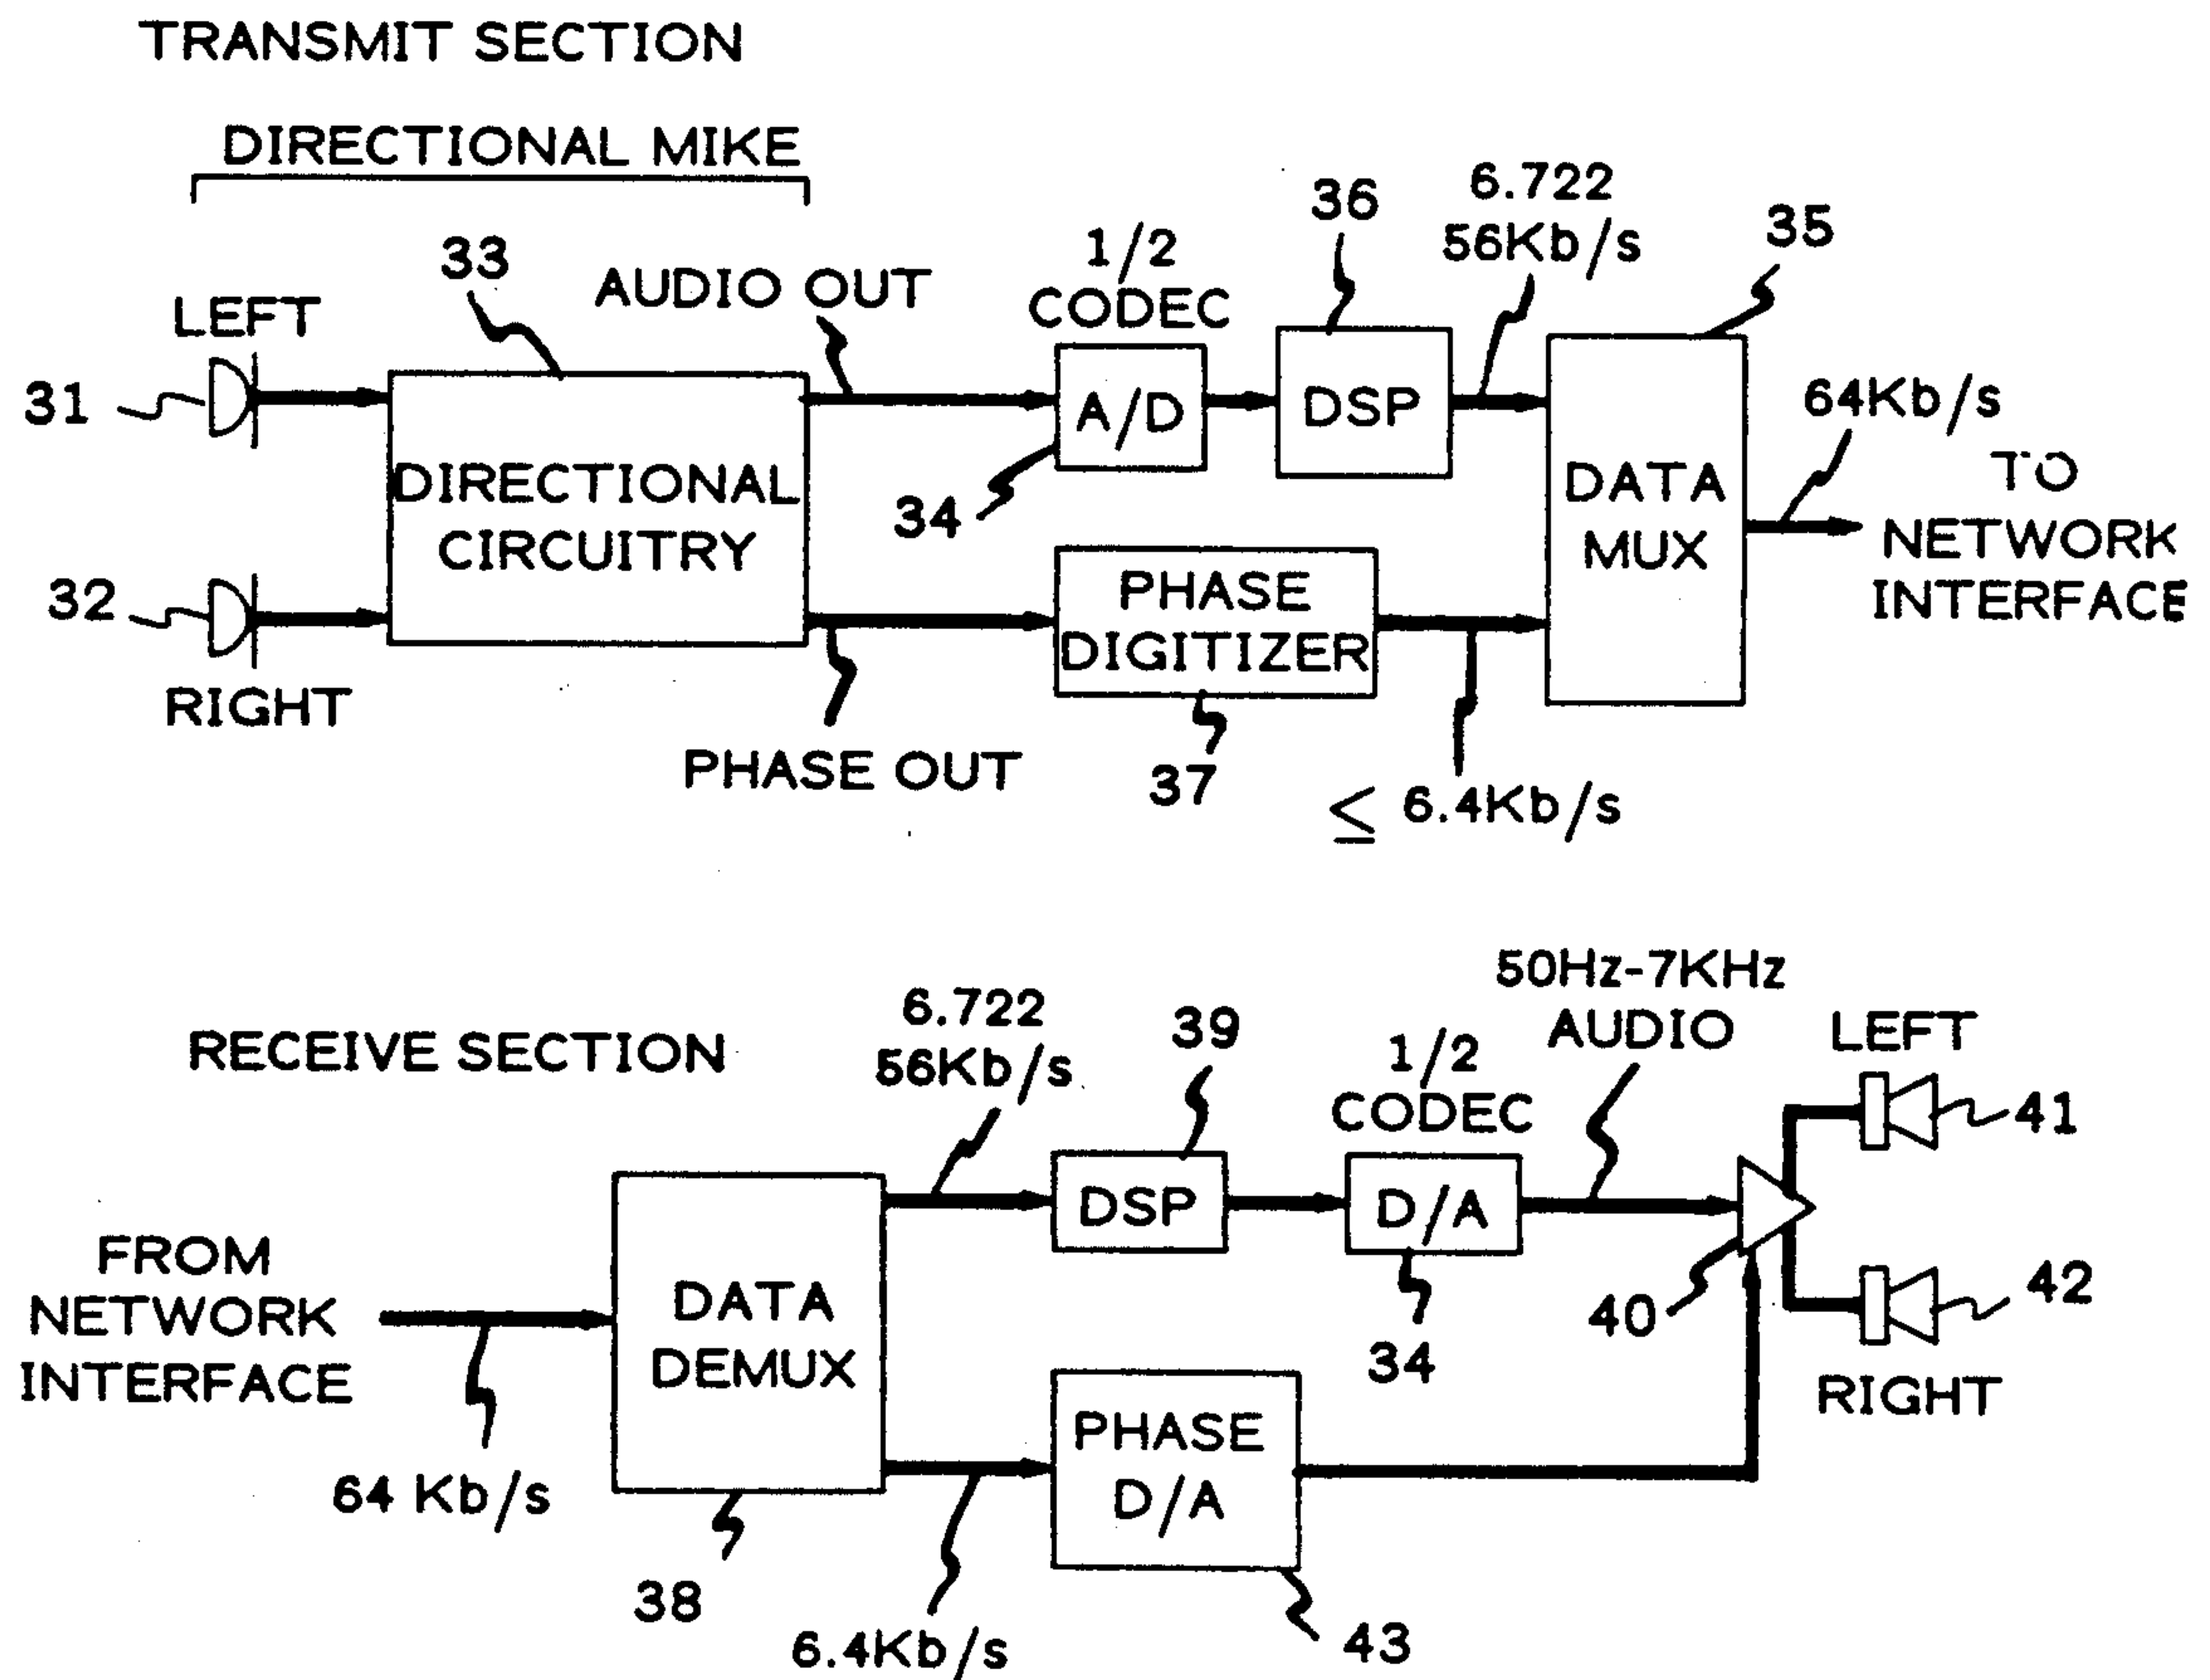 TRANSMIT SECTION
DIRECTIONAL MIKE
33
LEFT
31
32
RIGHT
DIRECTIONAL
CIRCUITRY
AUDIO OUT
PHASE OUT
1/2
CODEC
A/D
34
36
DSP
6.722
56Kb/s
35
PHASE
DIGITIZER
37
≤ 6.4Kb/s
DATA
MUX
64Kb/s
TO
NETWORK
INTERFACE
RECEIVE SECTION
FROM
NETWORK
INTERFACE
64 Kb/s
DATA
DEMUX
38
6.722
56Kb/s
39
DSP
1/2
CODEC
D/A
34
50Hz-7KHz
AUDIO
6.4Kb/s
PHASE
D/A
43
40
LEFT
41
42
RIGHT